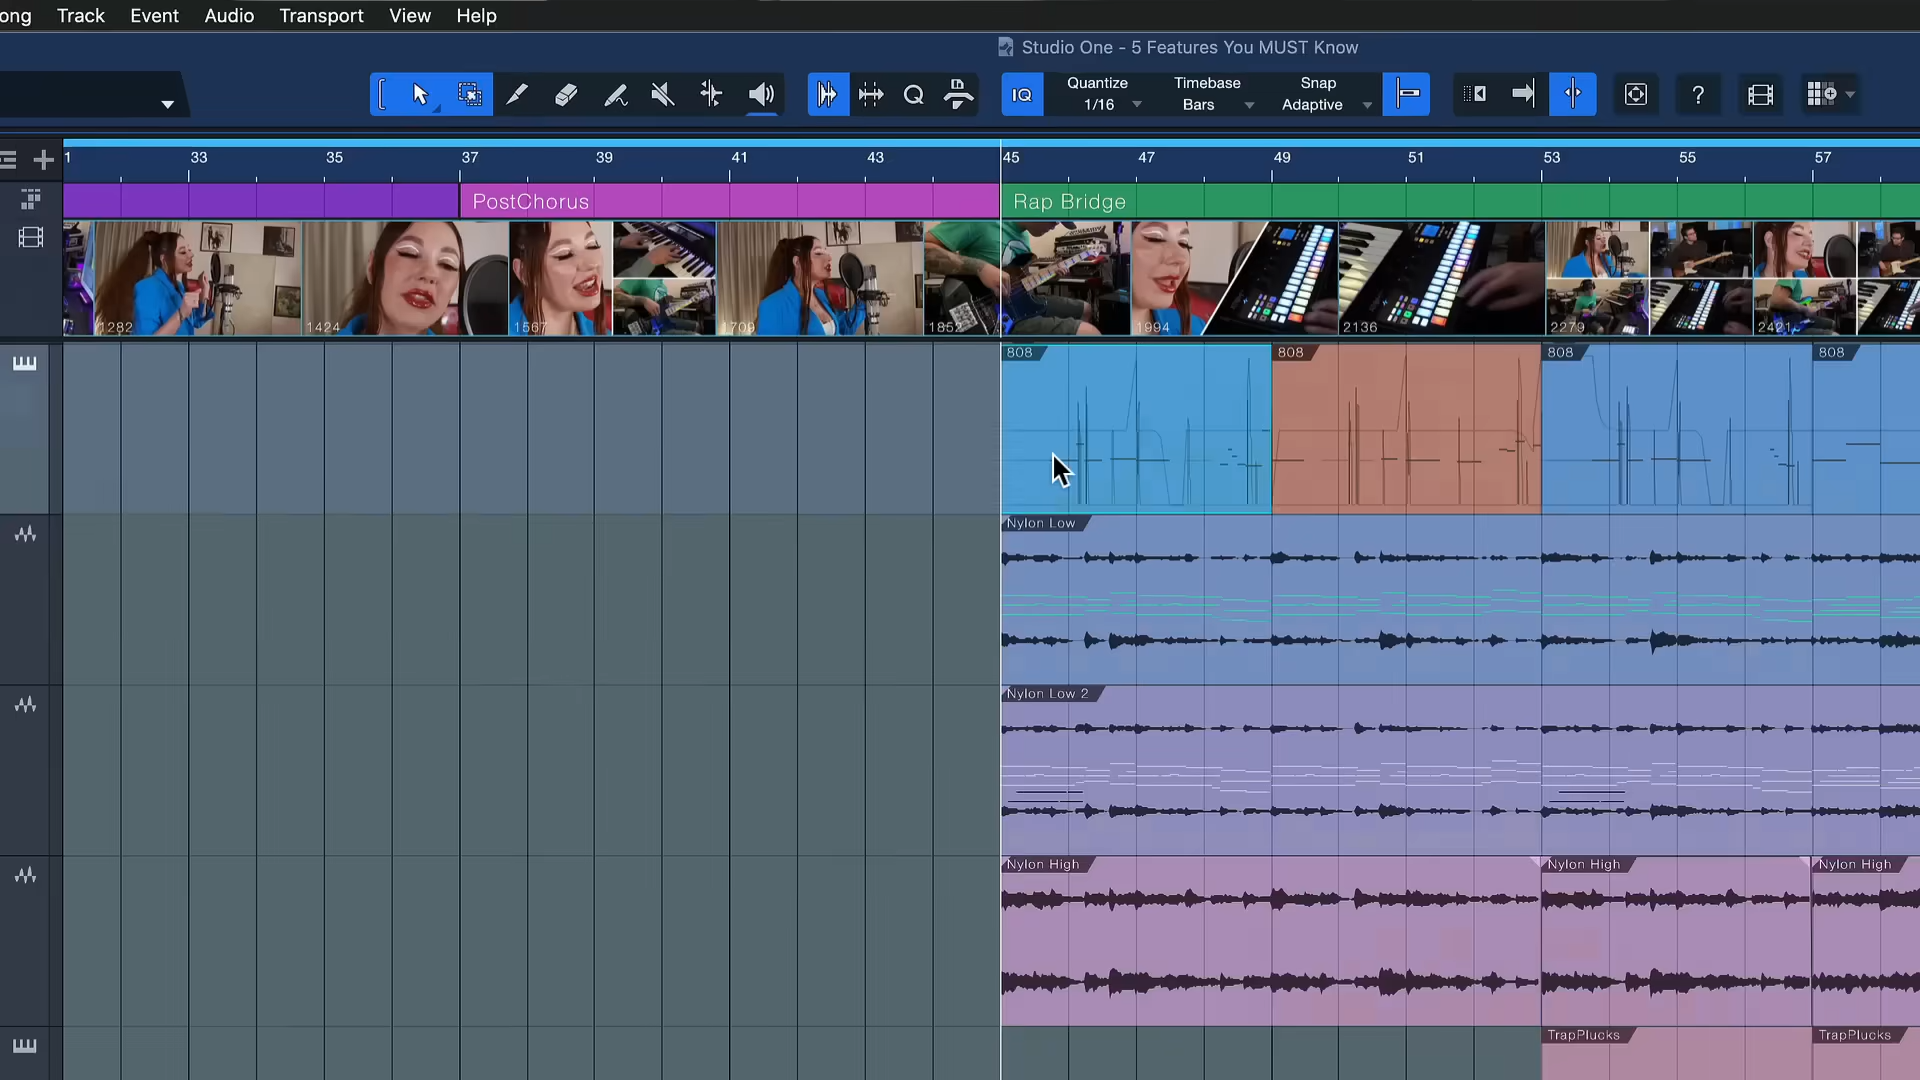 ong Track Event Audio Transport View Help
Studio One - 5 Features You MUST Know
IQ Quantize 1/16 Timebase Bars Snap Adaptive ?
1 33 35 37 39 41 43 45 47 49 51 53 55 57
PostChorus Rap Bridge
1282 1424 1567 1709 1852 1994 2136 2279 2421
808 808 808 808
Nylon Low
Nylon Low 2
Nylon High Nylon High Nylon High
TrapPlucks TrapPlucks